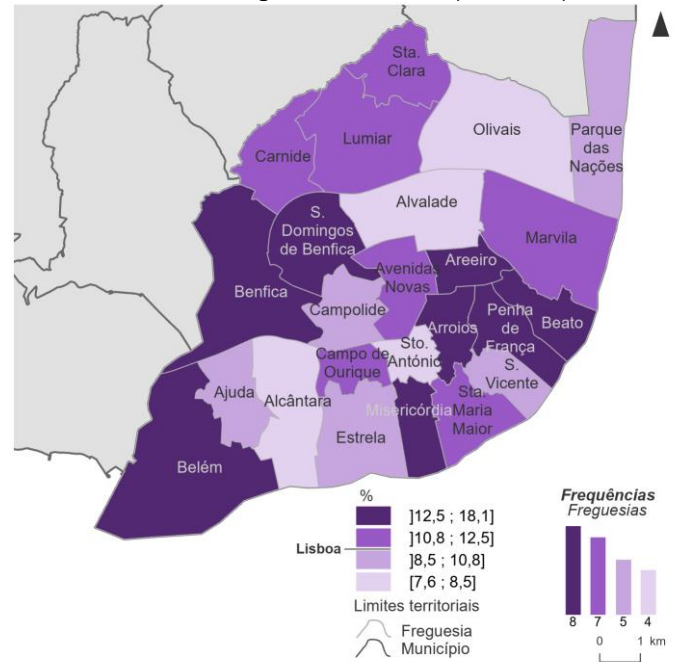 Sta.
Clara
Lumiar
Olivais
Parque
das
Nações
Carnide
Alvalade
S.
Domingos
de Benfica
Marvila
Areeiro
Avenidas
Novas
Benfica
Campolide
Arroios
Penha
de
França
Beato
Sto.
António
Campo de
Ourique
S.
Vicente
Ajuda
Alcântara
Misericórdia
Sta.
Maria
Maior
Estrela
Belém
%
]12,5 ; 18,1]
]10,8 ; 12,5]
Lisboa
]8,5 ; 10,8]
[7,6 ; 8,5]
Limites territoriais
Freguesia
Município
Frequências
Freguesias
8 7 5 4
0 1 km